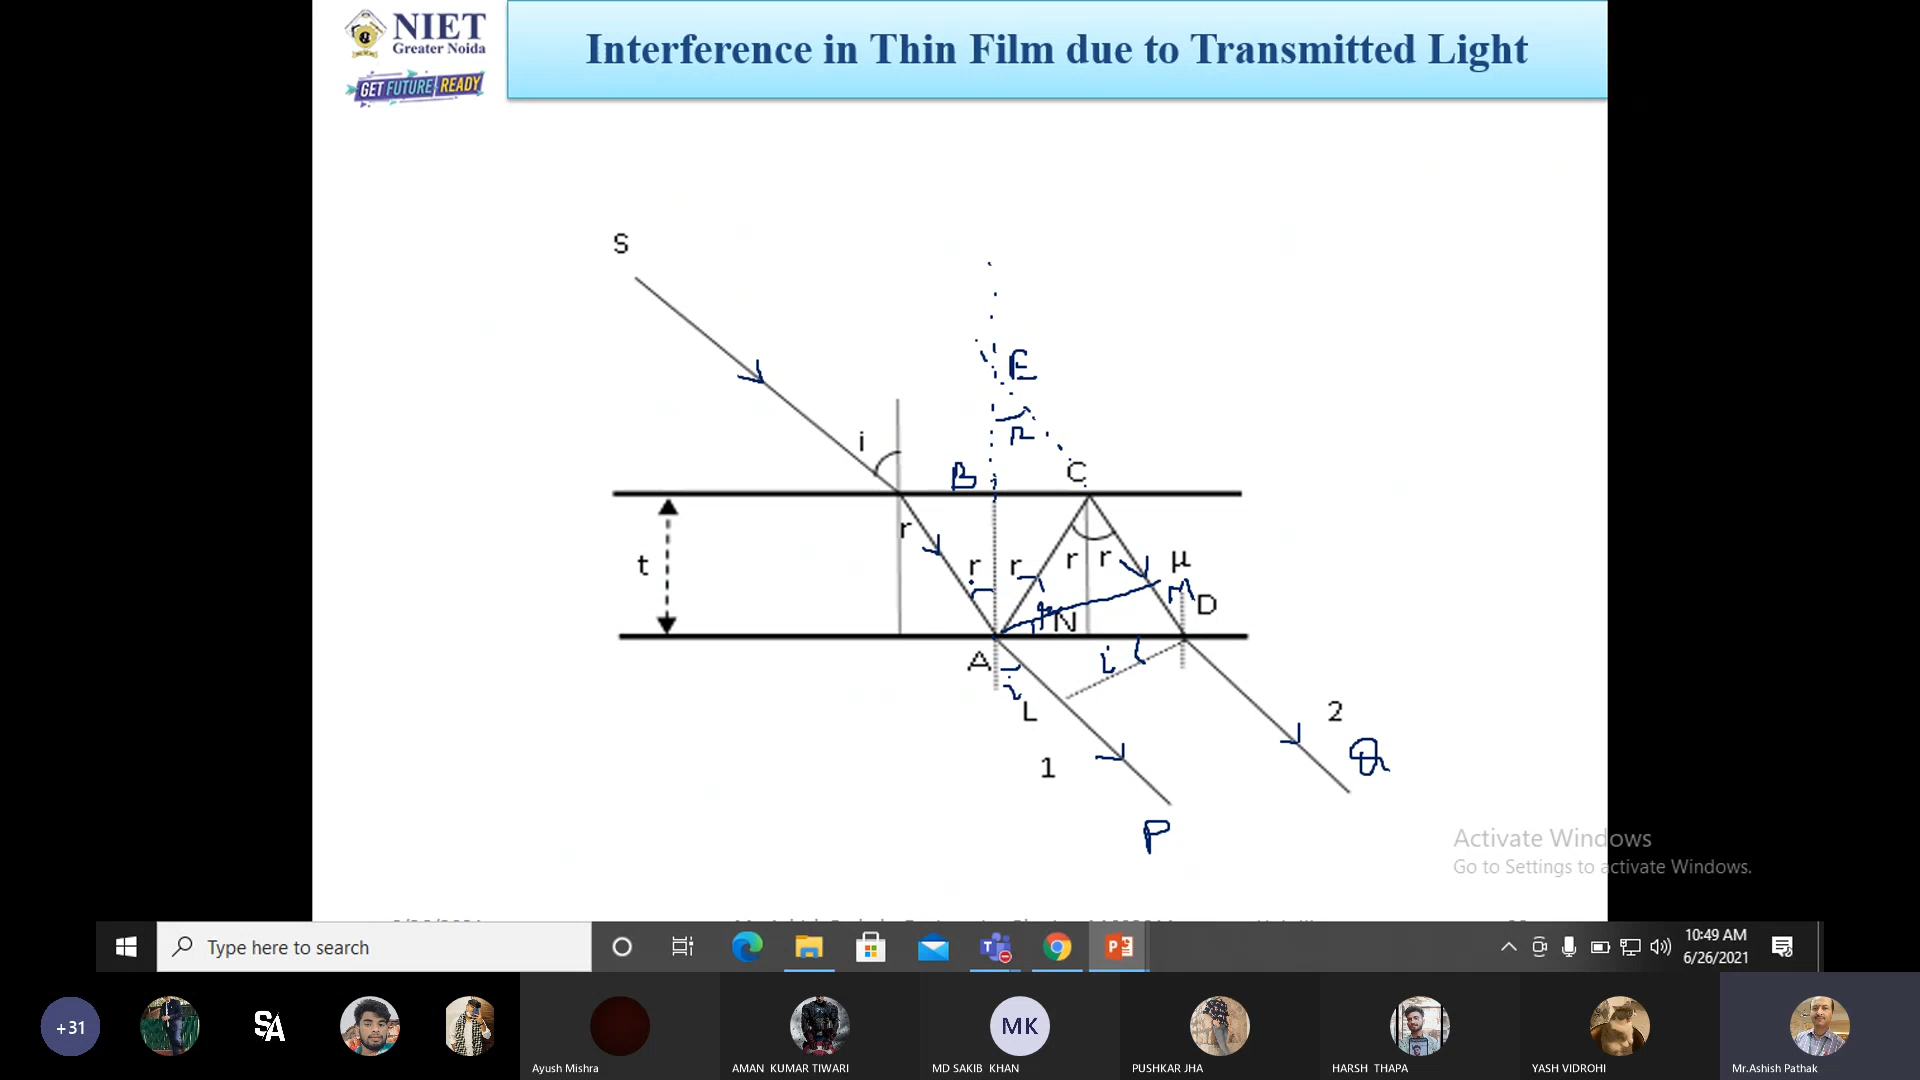 NIET
Greater Noida
GET FUTURE READY
Interference in Thin Film due to Transmitted Light
S
E
i
r
B
C
r
t
r
r
r
r
μ
M
D
N
A
i
i
L
2
1
Q
P
Activate Windows
Go to Settings to activate Windows.
Type here to search
10:49 AM
6/26/2021
+31
SA
MK
Ayush Mishra
AMAN KUMAR TIWARI
MD SAKIB KHAN
PUSHKAR JHA
HARSH THAPA
YASH VIDROHI
Mr.Ashish Pathak